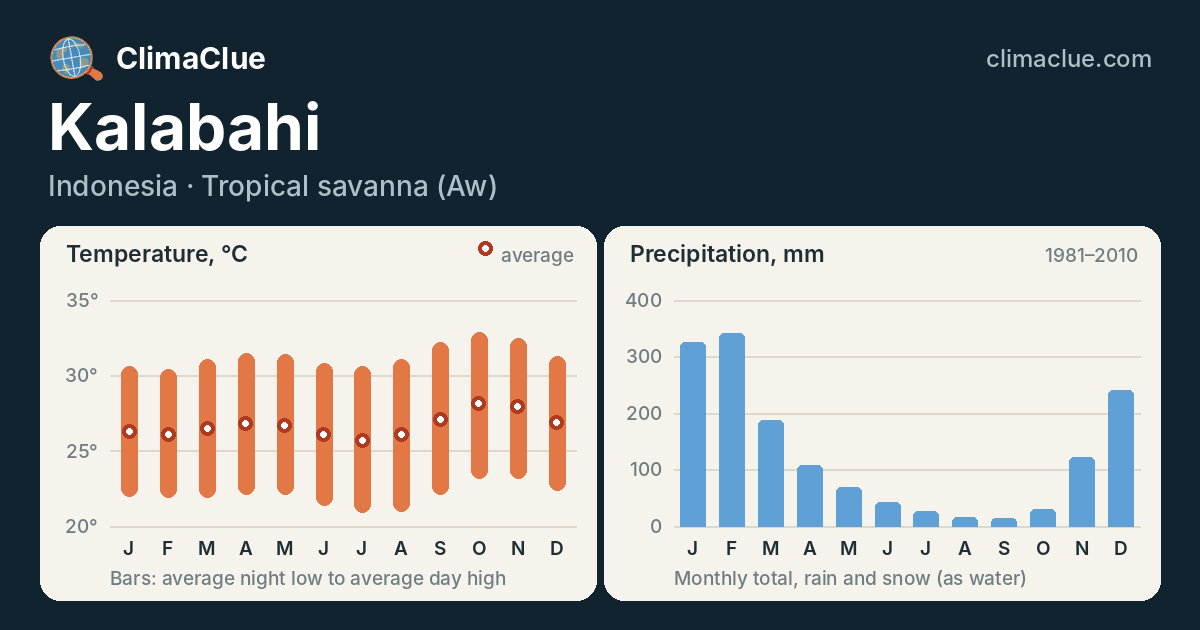 ClimaClue
climaclue.com
Kalabahi
Indonesia · Tropical savanna (Aw)
Temperature, °C
average
35°
30°
25°
20°
J F M A M J J A S O N D
Bars: average night low to average day high
Precipitation, mm
1981–2010
400
300
200
100
0
J F M A M J J A S O N D
Monthly total, rain and snow (as water)